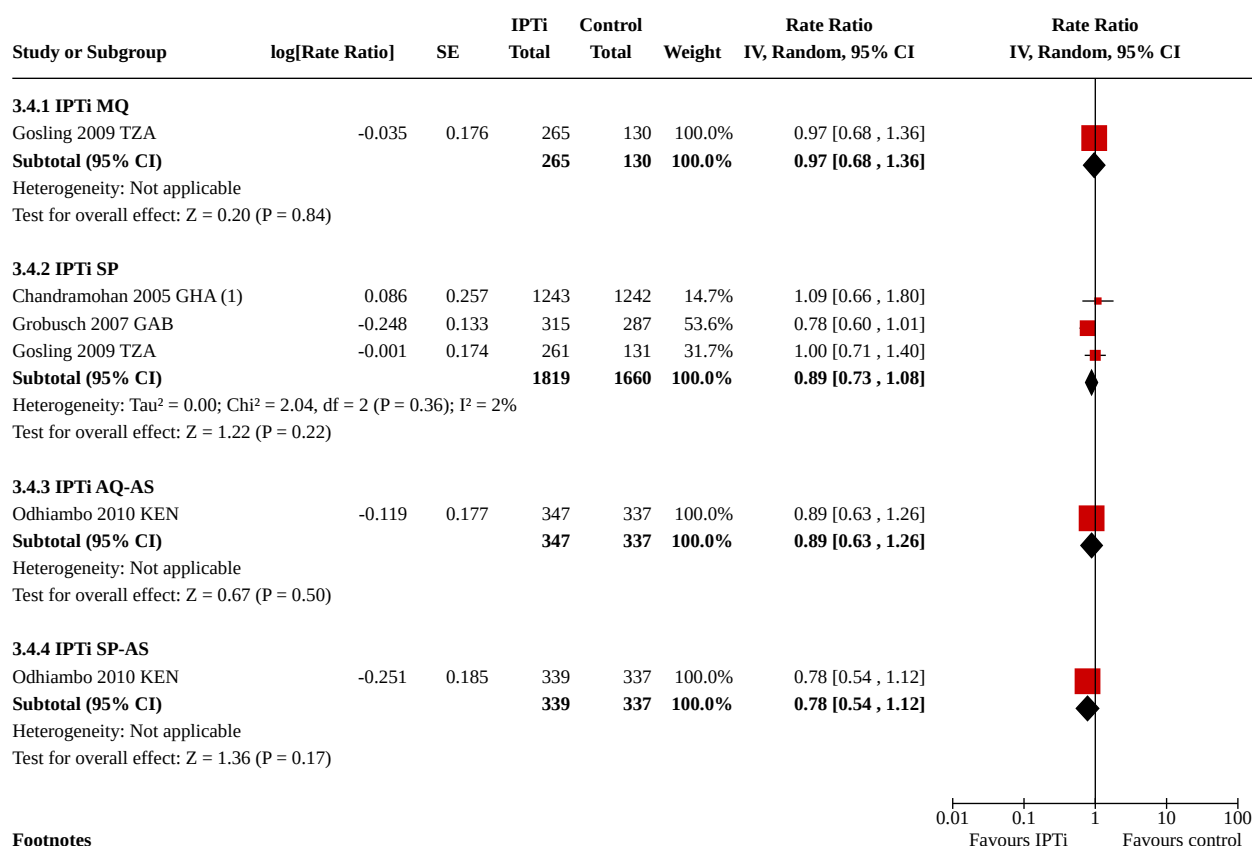 IPTi Control Rate Ratio Rate Ratio
Study or Subgroup log[Rate Ratio] SE Total Total Weight IV, Random, 95% CI IV, Random, 95% CI
3.4.1 IPTi MQ
Gosling 2009 TZA -0.035 0.176 265 130 100.0% 0.97 [0.68 , 1.36]
Subtotal (95% CI) 265 130 100.0% 0.97 [0.68 , 1.36]
Heterogeneity: Not applicable
Test for overall effect: Z = 0.20 (P = 0.84)
3.4.2 IPTi SP
Chandramohan 2005 GHA (1) 0.086 0.257 1243 1242 14.7% 1.09 [0.66 , 1.80]
Grobusch 2007 GAB -0.248 0.133 315 287 53.6% 0.78 [0.60 , 1.01]
Gosling 2009 TZA -0.001 0.174 261 131 31.7% 1.00 [0.71 , 1.40]
Subtotal (95% CI) 1819 1660 100.0% 0.89 [0.73 , 1.08]
Heterogeneity: Tau² = 0.00; Chi² = 2.04, df = 2 (P = 0.36); I² = 2%
Test for overall effect: Z = 1.22 (P = 0.22)
3.4.3 IPTi AQ-AS
Odhiambo 2010 KEN -0.119 0.177 347 337 100.0% 0.89 [0.63 , 1.26]
Subtotal (95% CI) 347 337 100.0% 0.89 [0.63 , 1.26]
Heterogeneity: Not applicable
Test for overall effect: Z = 0.67 (P = 0.50)
3.4.4 IPTi SP-AS
Odhiambo 2010 KEN -0.251 0.185 339 337 100.0% 0.78 [0.54 , 1.12]
Subtotal (95% CI) 339 337 100.0% 0.78 [0.54 , 1.12]
Heterogeneity: Not applicable
Test for overall effect: Z = 1.36 (P = 0.17)
0.01 0.1 1 10 100
Footnotes Favours IPTi Favours control